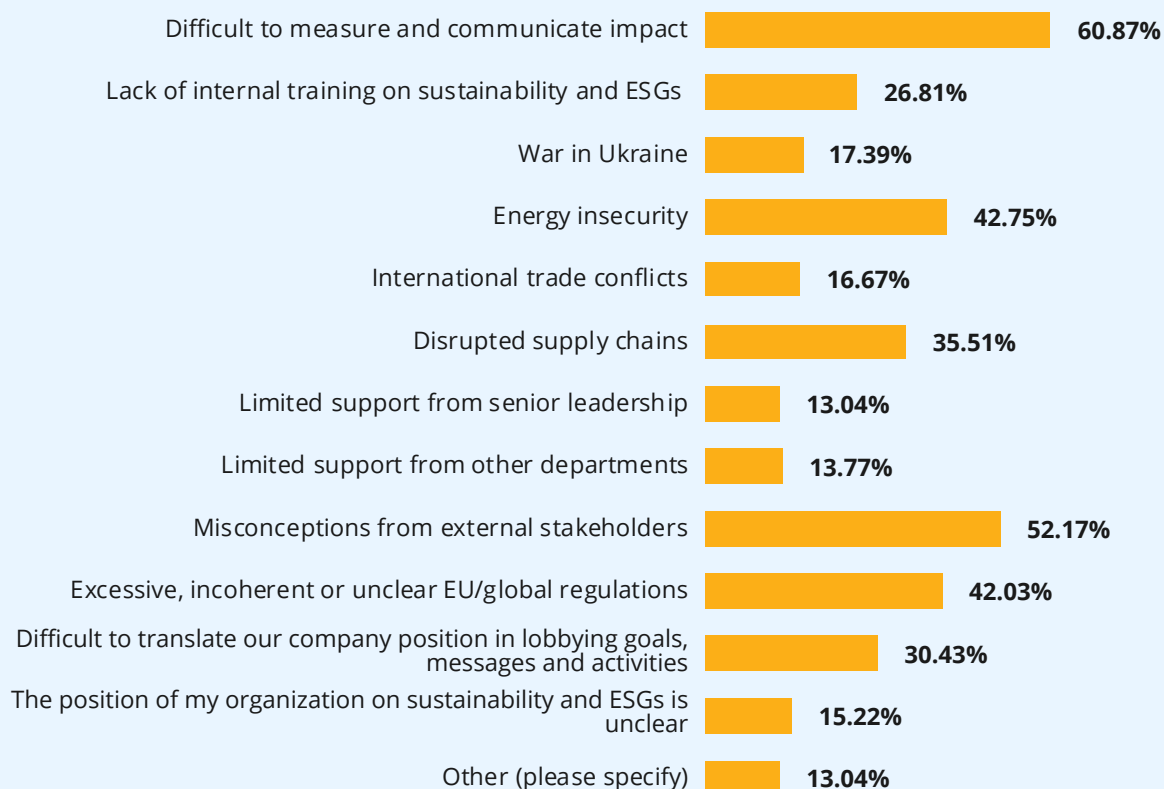 Difficult to measure and communicate impact 60.87%
Lack of internal training on sustainability and ESGs 26.81%
War in Ukraine 17.39%
Energy insecurity 42.75%
International trade conflicts 16.67%
Disrupted supply chains 35.51%
Limited support from senior leadership 13.04%
Limited support from other departments 13.77%
Misconceptions from external stakeholders 52.17%
Excessive, incoherent or unclear EU/global regulations 42.03%
Difficult to translate our company position in lobbying goals,
messages and activities 30.43%
The position of my organization on sustainability and ESGs is
unclear 15.22%
Other (please specify) 13.04%